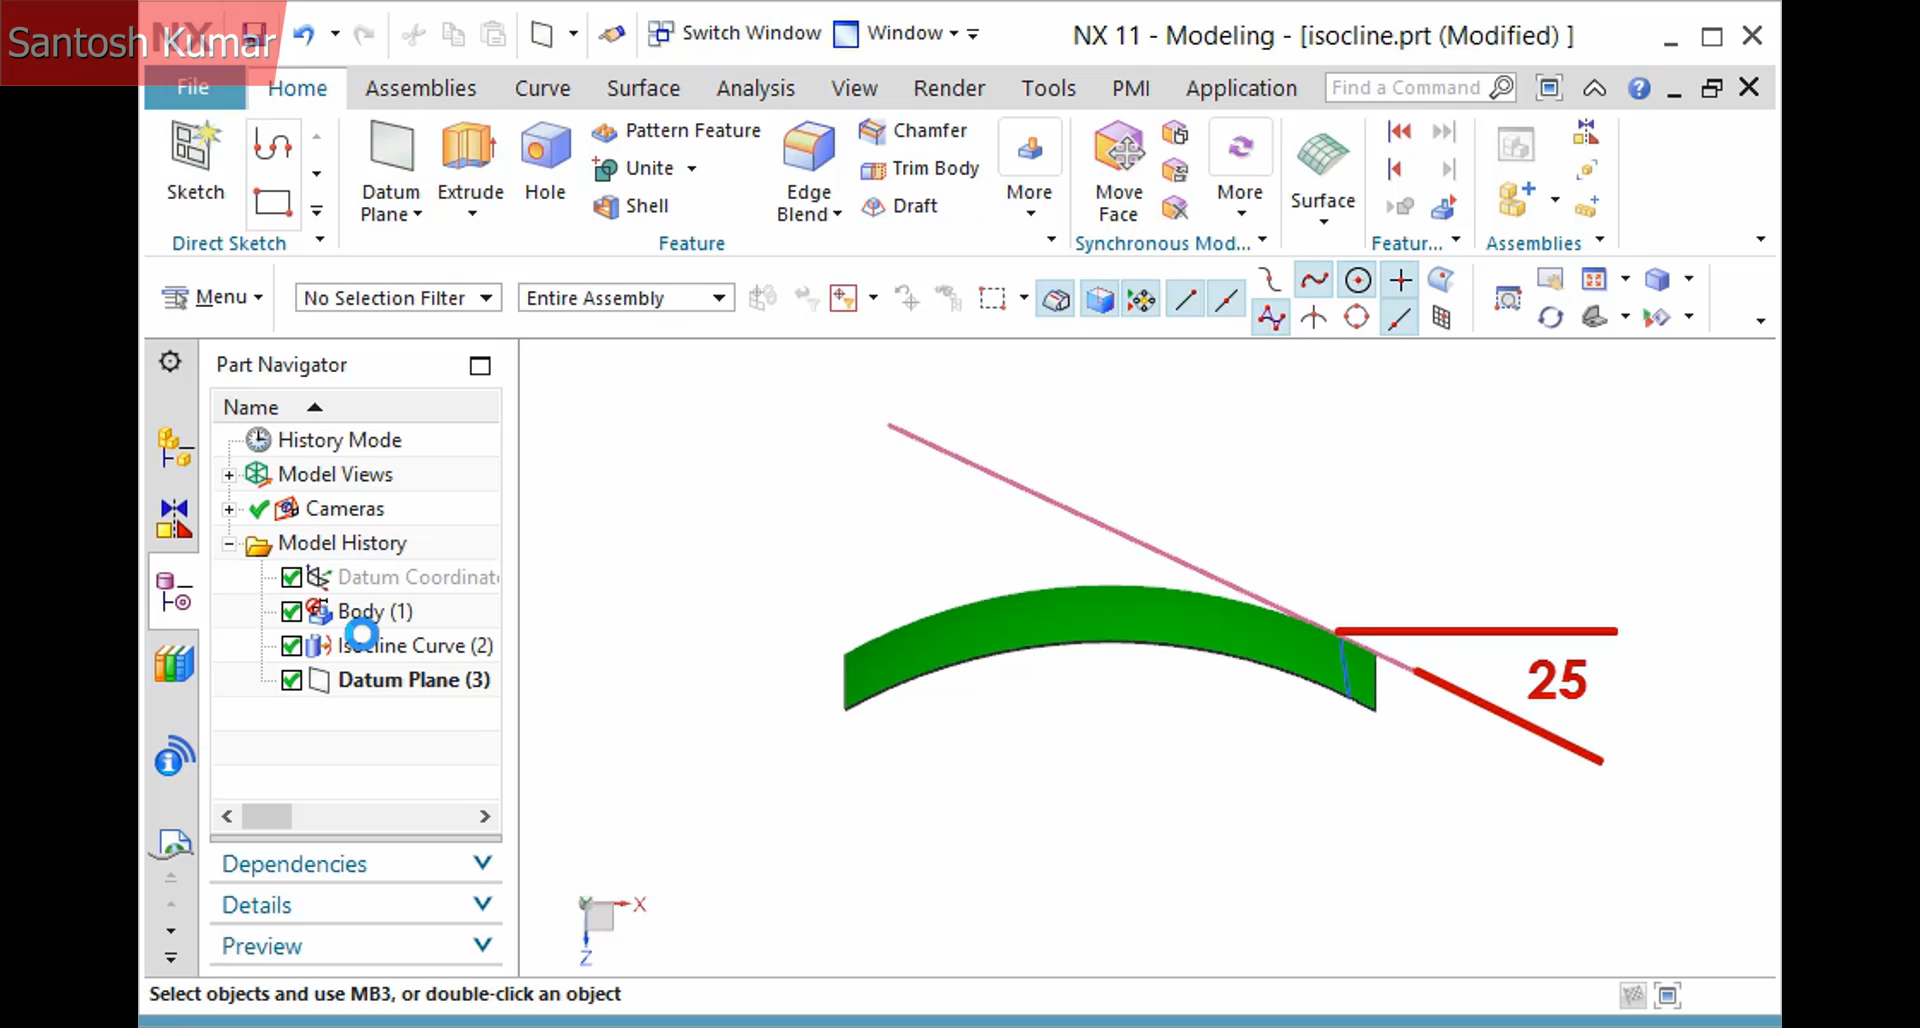 Santosh Kumar
NX
Switch Window
Window
NX 11 - Modeling - [isocline.prt (Modified) ]
File
Home
Assemblies
Curve
Surface
Analysis
View
Render
Tools
PMI
Application
Find a Command
Sketch
Datum
Plane
Extrude
Hole
Pattern Feature
Unite
Shell
Edge
Blend
Chamfer
Trim Body
Draft
More
Move
Face
More
Surface
Direct Sketch
Feature
Synchronous Mod...
Featur...
Assemblies
Menu
No Selection Filter
Entire Assembly
Part Navigator
Name
History Mode
Model Views
Cameras
Model History
Datum Coordinat
Body (1)
Isocline Curve (2)
Datum Plane (3)
25
Dependencies
Details
Preview
Y
X
Z
Select objects and use MB3, or double-click an object